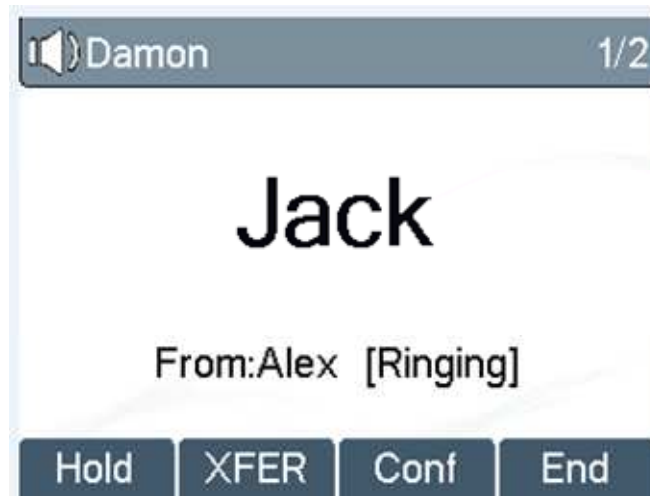 Damon 1/2
Jack
From:Alex [Ringing]
Hold XFER Conf End